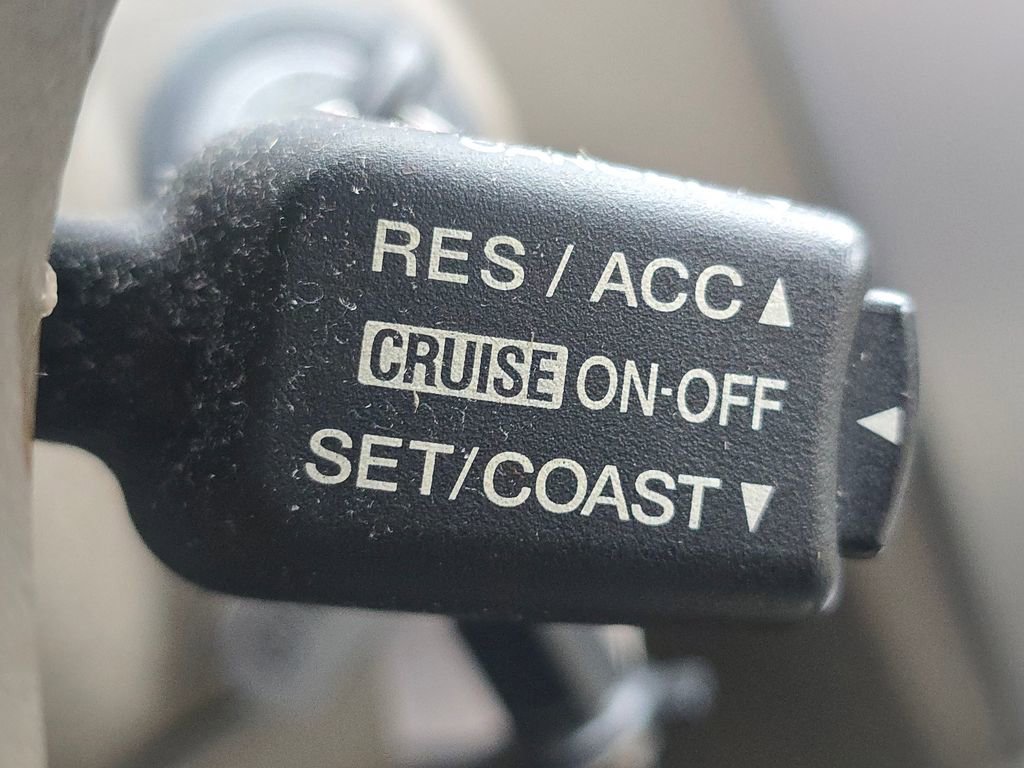 RES / ACC ▲
CRUISE ON-OFF ◀
SET/COAST ▼